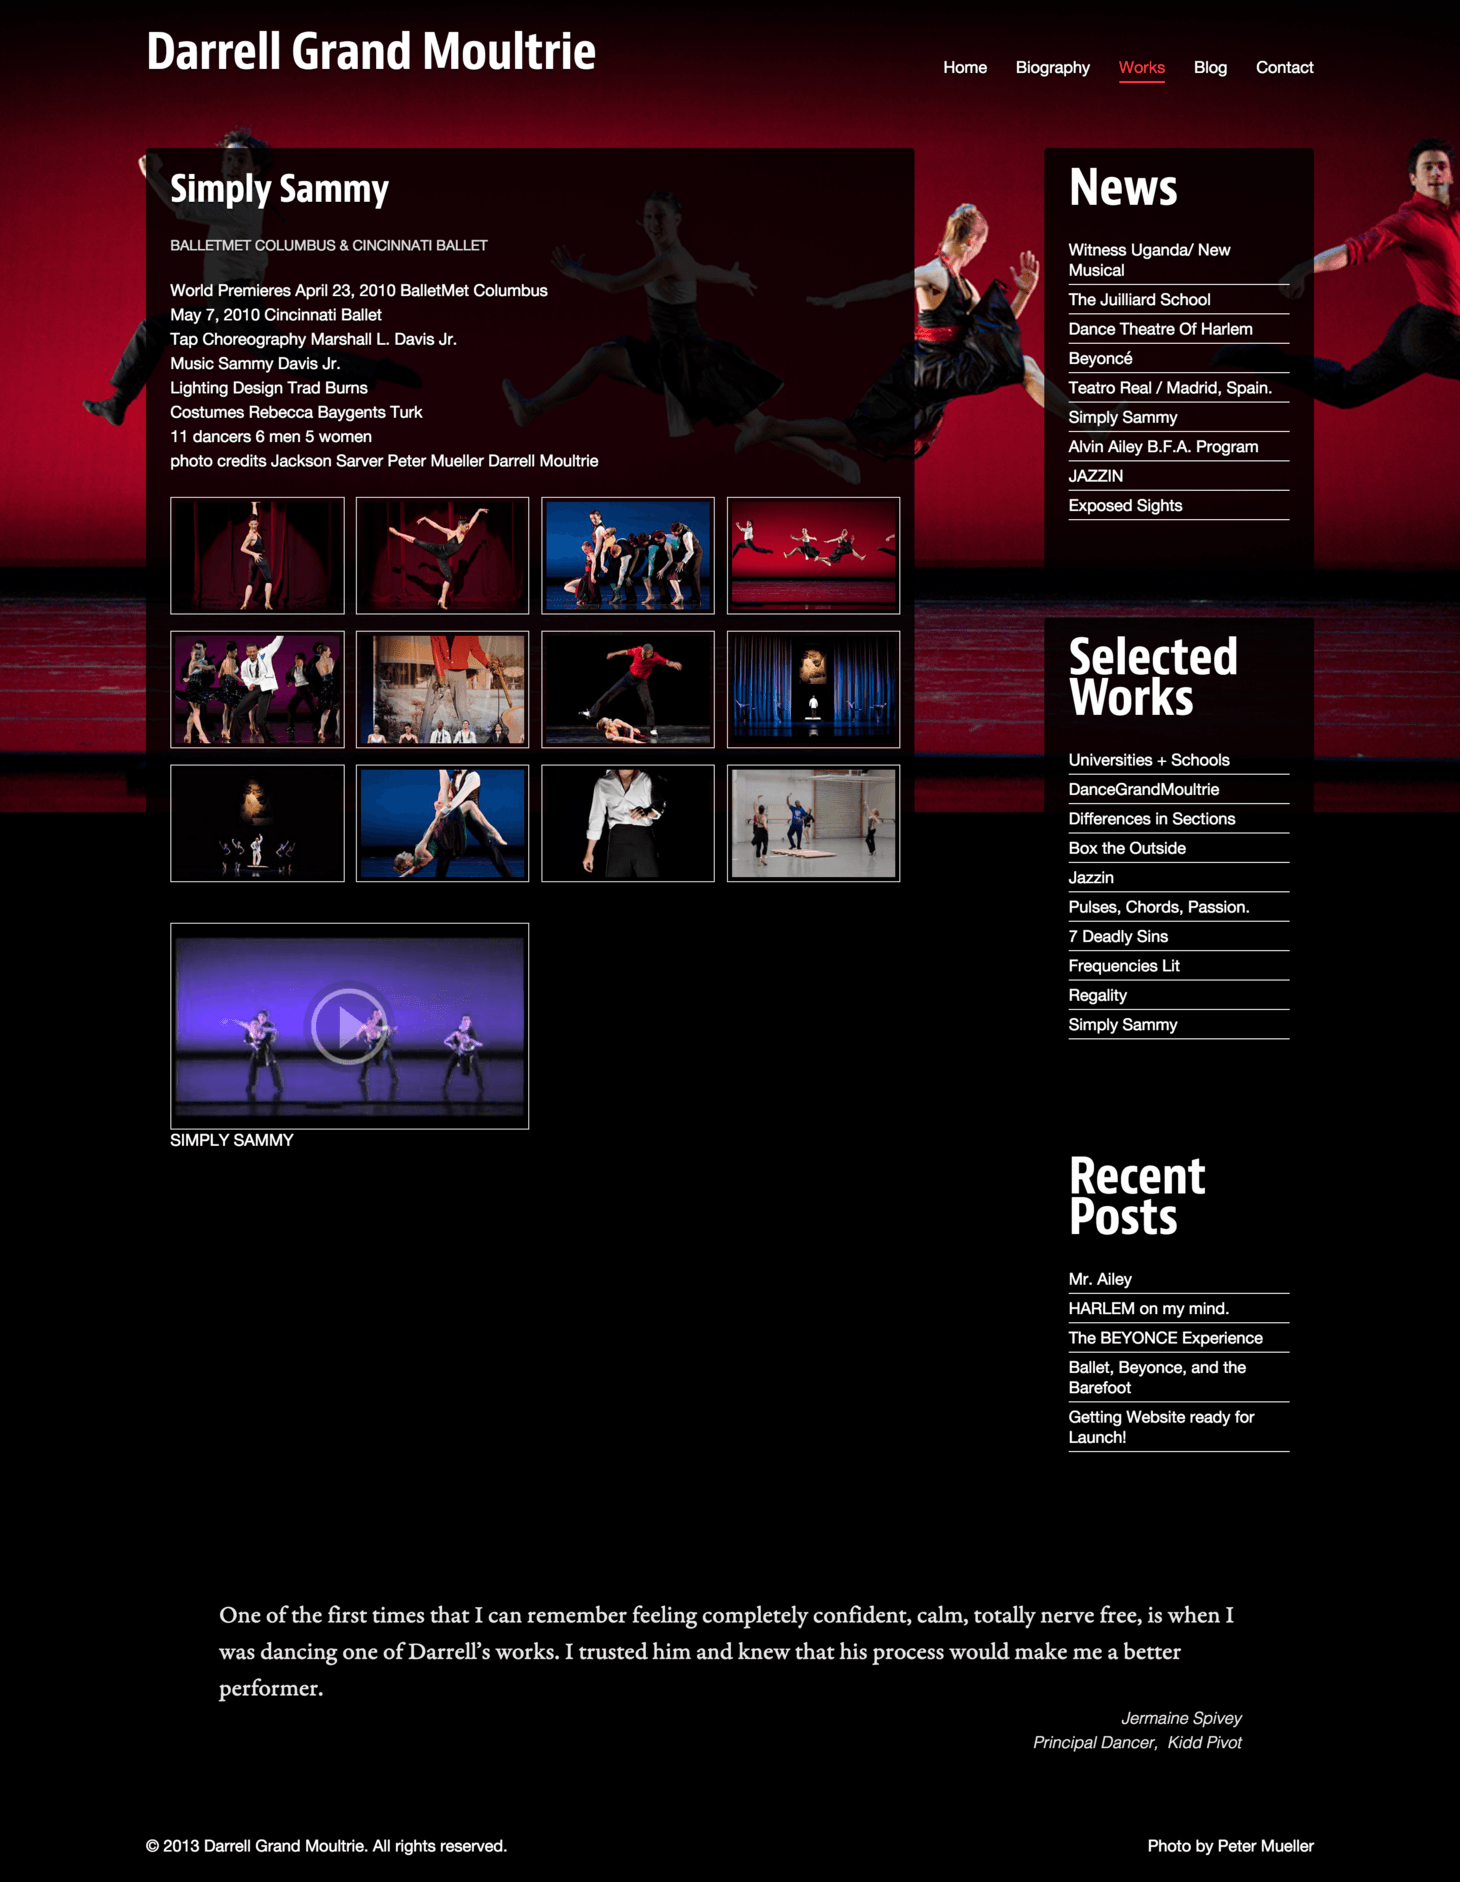 Darrell Grand Moultrie
Home
Biography
Works
Blog
Contact
Simply Sammy
BALLETMET COLUMBUS & CINCINNATI BALLET
World Premieres April 23, 2010 BalletMet Columbus
May 7, 2010 Cincinnati Ballet
Tap Choreography Marshall L. Davis Jr.
Music Sammy Davis Jr.
Lighting Design Trad Burns
Costumes Rebecca Baygents Turk
11 dancers 6 men 5 women
photo credits Jackson Sarver Peter Mueller Darrell Moultrie
SIMPLY SAMMY
News
Witness Uganda/ New
Musical
The Juilliard School
Dance Theatre Of Harlem
Beyoncé
Teatro Real / Madrid, Spain.
Simply Sammy
Alvin Ailey B.F.A. Program
JAZZIN
Exposed Sights
Selected
Works
Universities + Schools
DanceGrandMoultrie
Differences in Sections
Box the Outside
Jazzin
Pulses, Chords, Passion.
7 Deadly Sins
Frequencies Lit
Regality
Simply Sammy
Recent
Posts
Mr. Ailey
HARLEM on my mind.
The BEYONCE Experience
Ballet, Beyonce, and the
Barefoot
Getting Website ready for
Launch!
One of the first times that I can remember feeling completely confident, calm, totally nerve free, is when I
was dancing one of Darrell’s works. I trusted him and knew that his process would make me a better
performer.
Jermaine Spivey
Principal Dancer,  Kidd Pivot
© 2013 Darrell Grand Moultrie. All rights reserved.
Photo by Peter Mueller